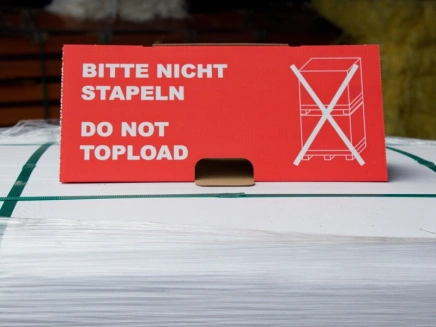 BITTE NICHT
STAPELN
DO NOT
TOPLOAD